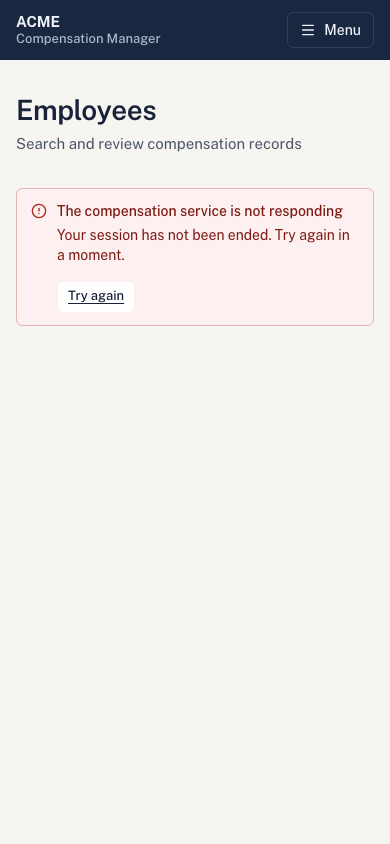 ACME
Compensation Manager
Menu
Employees
Search and review compensation records
The compensation service is not responding
Your session has not been ended. Try again in
a moment.
Try again